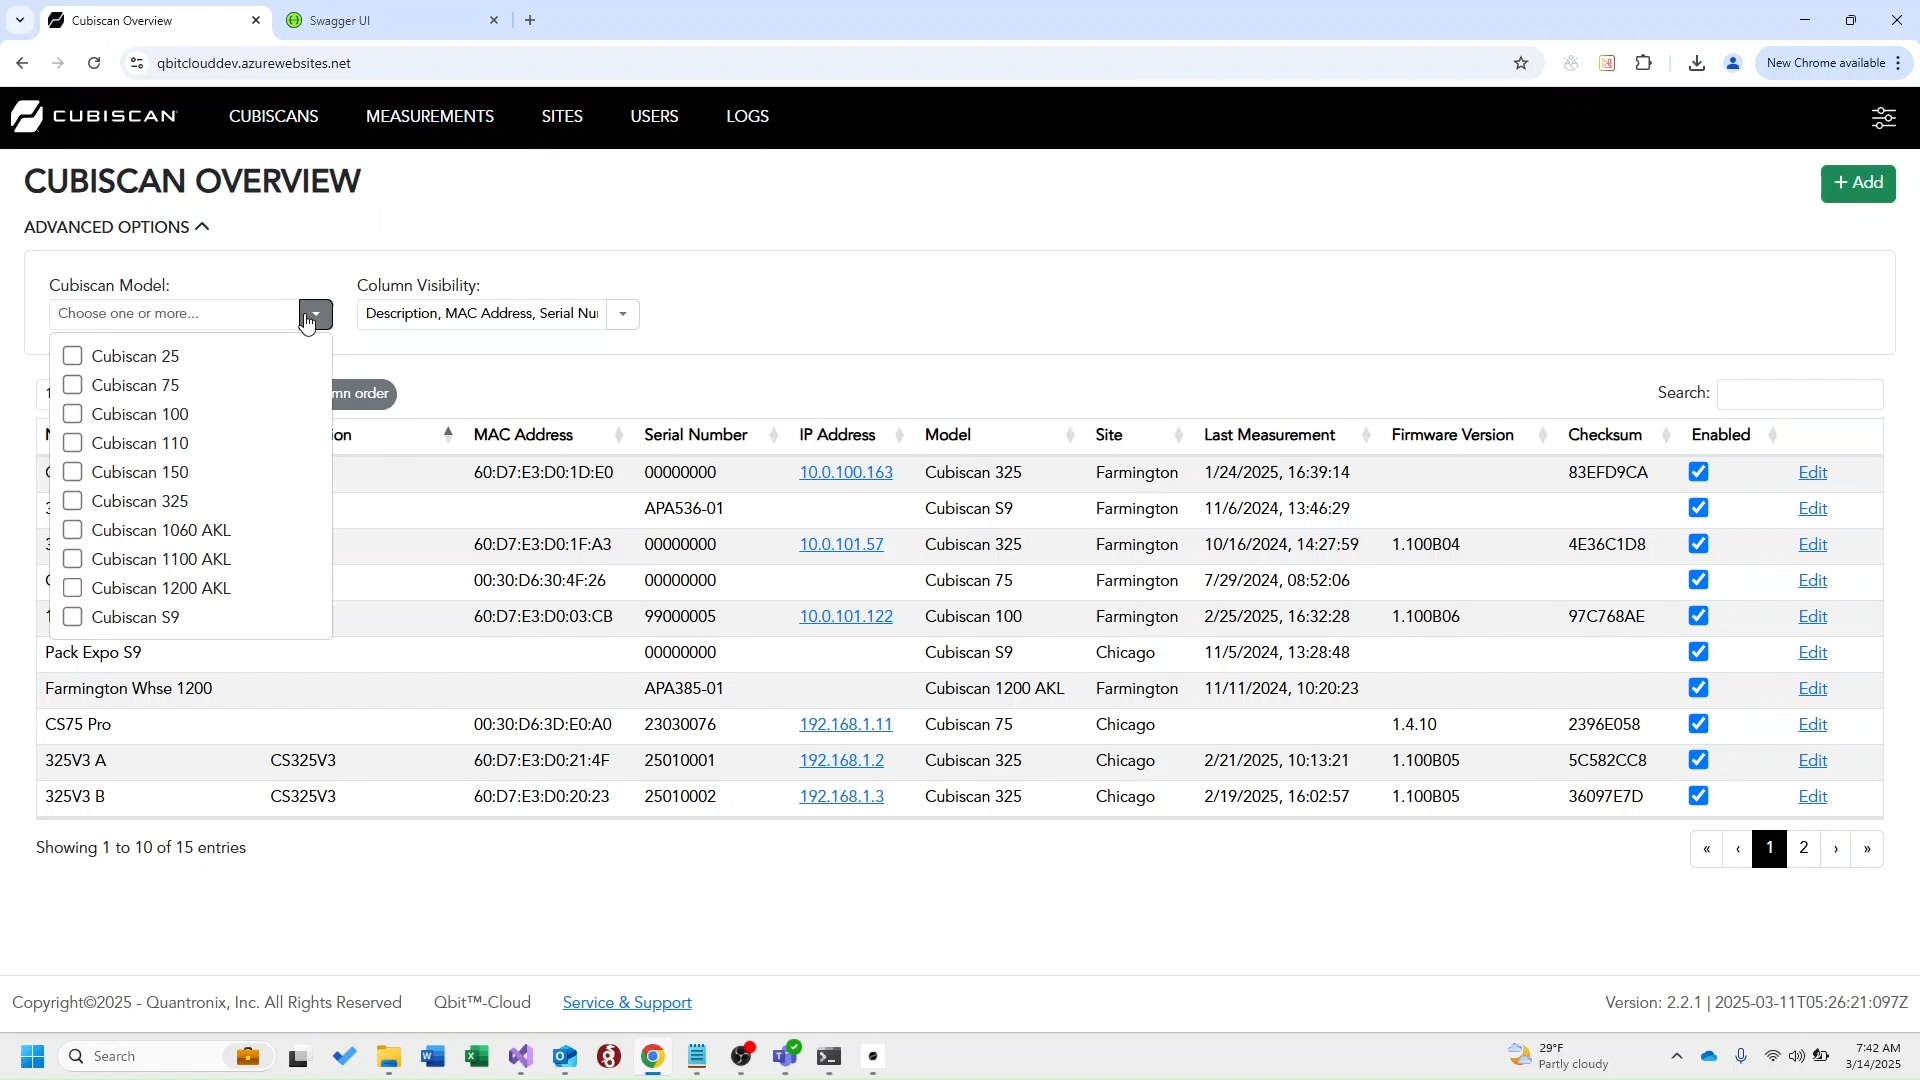 Cubiscan Overview
Swagger UI
qbitclouddev.azurewebsites.net
New Chrome available
CUBISCAN
CUBISCANS MEASUREMENTS SITES USERS LOGS
CUBISCAN OVERVIEW
+ Add
ADVANCED OPTIONS
Cubiscan Model: Column Visibility:
Choose one or more... Description, MAC Address, Serial Nu
Cubiscan 25
Cubiscan 75
Cubiscan 100
Cubiscan 110
Cubiscan 150
Cubiscan 325
Cubiscan 1060 AKL
Cubiscan 1100 AKL
Cubiscan 1200 AKL
Cubiscan S9
mn order Search:
ion MAC Address Serial Number IP Address Model Site Last Measurement Firmware Version Checksum Enabled
60:D7:E3:D0:1D:E0 00000000 10.0.100.163 Cubiscan 325 Farmington 1/24/2025, 16:39:14 83EFD9CA Edit
APA536-01 Cubiscan S9 Farmington 11/6/2024, 13:46:29 Edit
60:D7:E3:D0:1F:A3 00000000 10.0.101.57 Cubiscan 325 Farmington 10/16/2024, 14:27:59 1.100B04 4E36C1D8 Edit
00:30:D6:30:4F:26 00000000 Cubiscan 75 Farmington 7/29/2024, 08:52:06 Edit
60:D7:E3:D0:03:CB 99000005 10.0.101.122 Cubiscan 100 Farmington 2/25/2025, 16:32:28 1.100B06 97C768AE Edit
Pack Expo S9 00000000 Cubiscan S9 Chicago 11/5/2024, 13:28:48 Edit
Farmington Whse 1200 APA385-01 Cubiscan 1200 AKL Farmington 11/11/2024, 10:20:23 Edit
CS75 Pro 00:30:D6:3D:E0:A0 23030076 192.168.1.11 Cubiscan 75 Chicago 1.4.10 2396E058 Edit
325V3 A CS325V3 60:D7:E3:D0:21:4F 25010001 192.168.1.2 Cubiscan 325 Chicago 2/21/2025, 10:13:21 1.100B05 5C582CC8 Edit
325V3 B CS325V3 60:D7:E3:D0:20:23 25010002 192.168.1.3 Cubiscan 325 Chicago 2/19/2025, 16:02:57 1.100B05 36097E7D Edit
Showing 1 to 10 of 15 entries « ‹ 1 2 › »
Copyright©2025 - Quantronix, Inc. All Rights Reserved Qbit™-Cloud Service & Support Version: 2.2.1 | 2025-03-11T05:26:21:097Z
Search
29°F
Partly cloudy
7:42 AM
3/14/2025